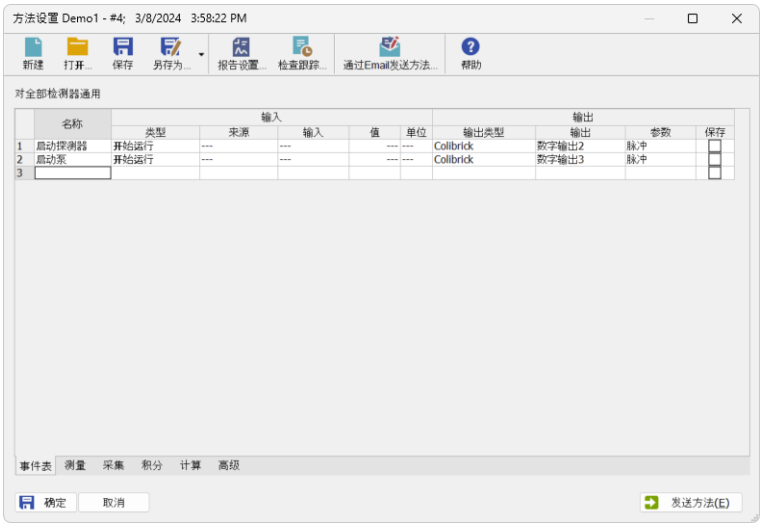 方法设置 Demo1 - #4; 3/8/2024 3:58:22 PM
新建 打开... 保存 另存为... 报告设置... 检查跟踪... 通过Email发送方法... 帮助
对全部检测器通用
名称 输入 输出
类型 来源 输入 值 单位 输出类型 输出 参数 保存
1 启动探测器 开始运行 --- --- --- --- Colibrick 数字输出2 脉冲
2 启动泵 开始运行 --- --- --- --- Colibrick 数字输出3 脉冲
3
事件表 测量 采集 积分 计算 高级
确定 取消 发送方法(E)